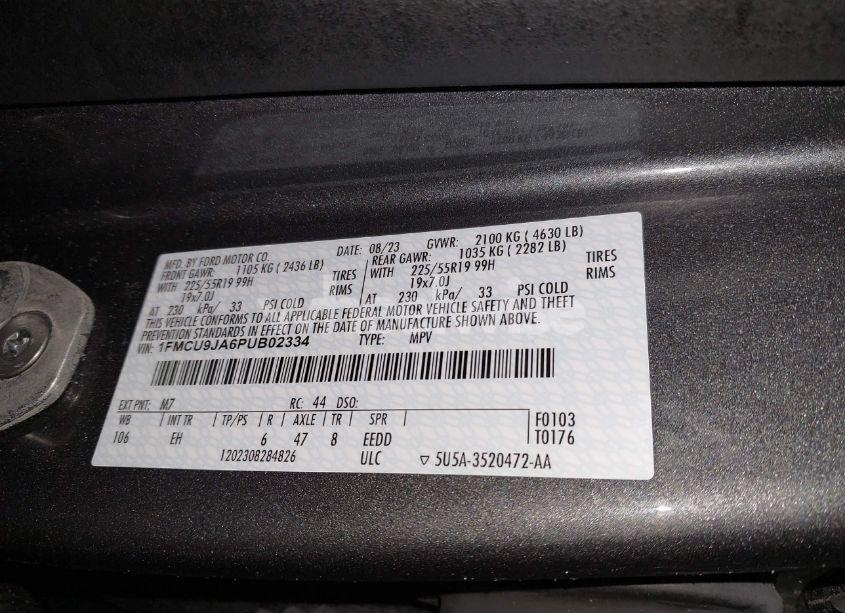 MFD. BY FORD MOTOR CO. DATE: 08/23 GVWR: 2100 KG ( 4630 LB)
FRONT GAWR: 1105 KG ( 2436 LB) REAR GAWR: 1035 KG ( 2282 LB)
WITH 225/55R19 99H TIRES WITH 225/55R19 99H TIRES
19x7.0J RIMS 19x7.0J RIMS
AT 230 kPa/ 33 PSI COLD AT 230 kPa/ 33 PSI COLD
THIS VEHICLE CONFORMS TO ALL APPLICABLE FEDERAL MOTOR VEHICLE SAFETY AND THEFT
PREVENTION STANDARDS IN EFFECT ON THE DATE OF MANUFACTURE SHOWN ABOVE.
VIN: 1FMCU9JA6PUB02334 TYPE: MPV
EXT PNT: M7 RC: 44 DSO:
WB INT TR TP/PS R AXLE TR SPR F0103
106 EH 6 47 8 EEDD T0176
1202308284826 ULC ▽ 5U5A-3520472-AA